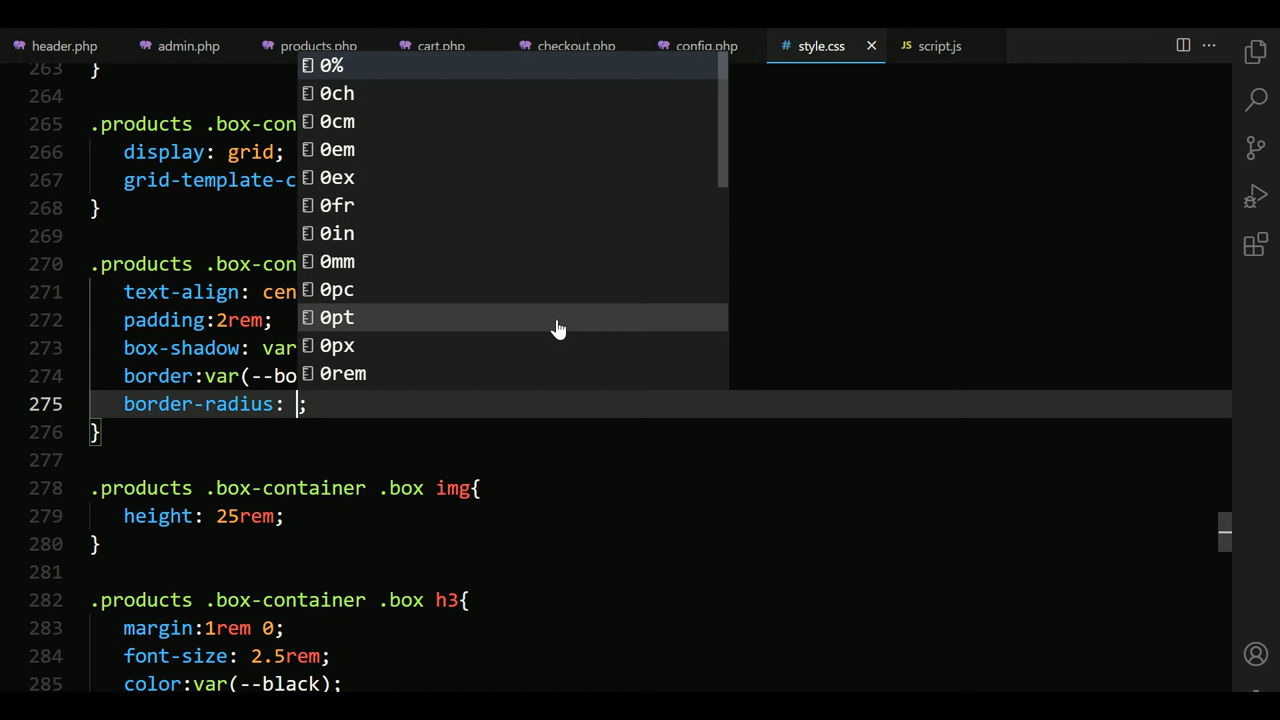 header.php admin.php products.php cart.php checkout.php config.php # style.css JS script.js
263 }
264
265 .products .box-con
266 display: grid;
267 grid-template-c
268 }
269
270 .products .box-con
271 text-align: cen
272 padding:2rem;
273 box-shadow: var
274 border:var(--bo
275 border-radius: ;
276 }
277
278 .products .box-container .box img{
279 height: 25rem;
280 }
281
282 .products .box-container .box h3{
283 margin:1rem 0;
284 font-size: 2.5rem;
285 color:var(--black);
0%
0ch
0cm
0em
0ex
0fr
0in
0mm
0pc
0pt
0px
0rem